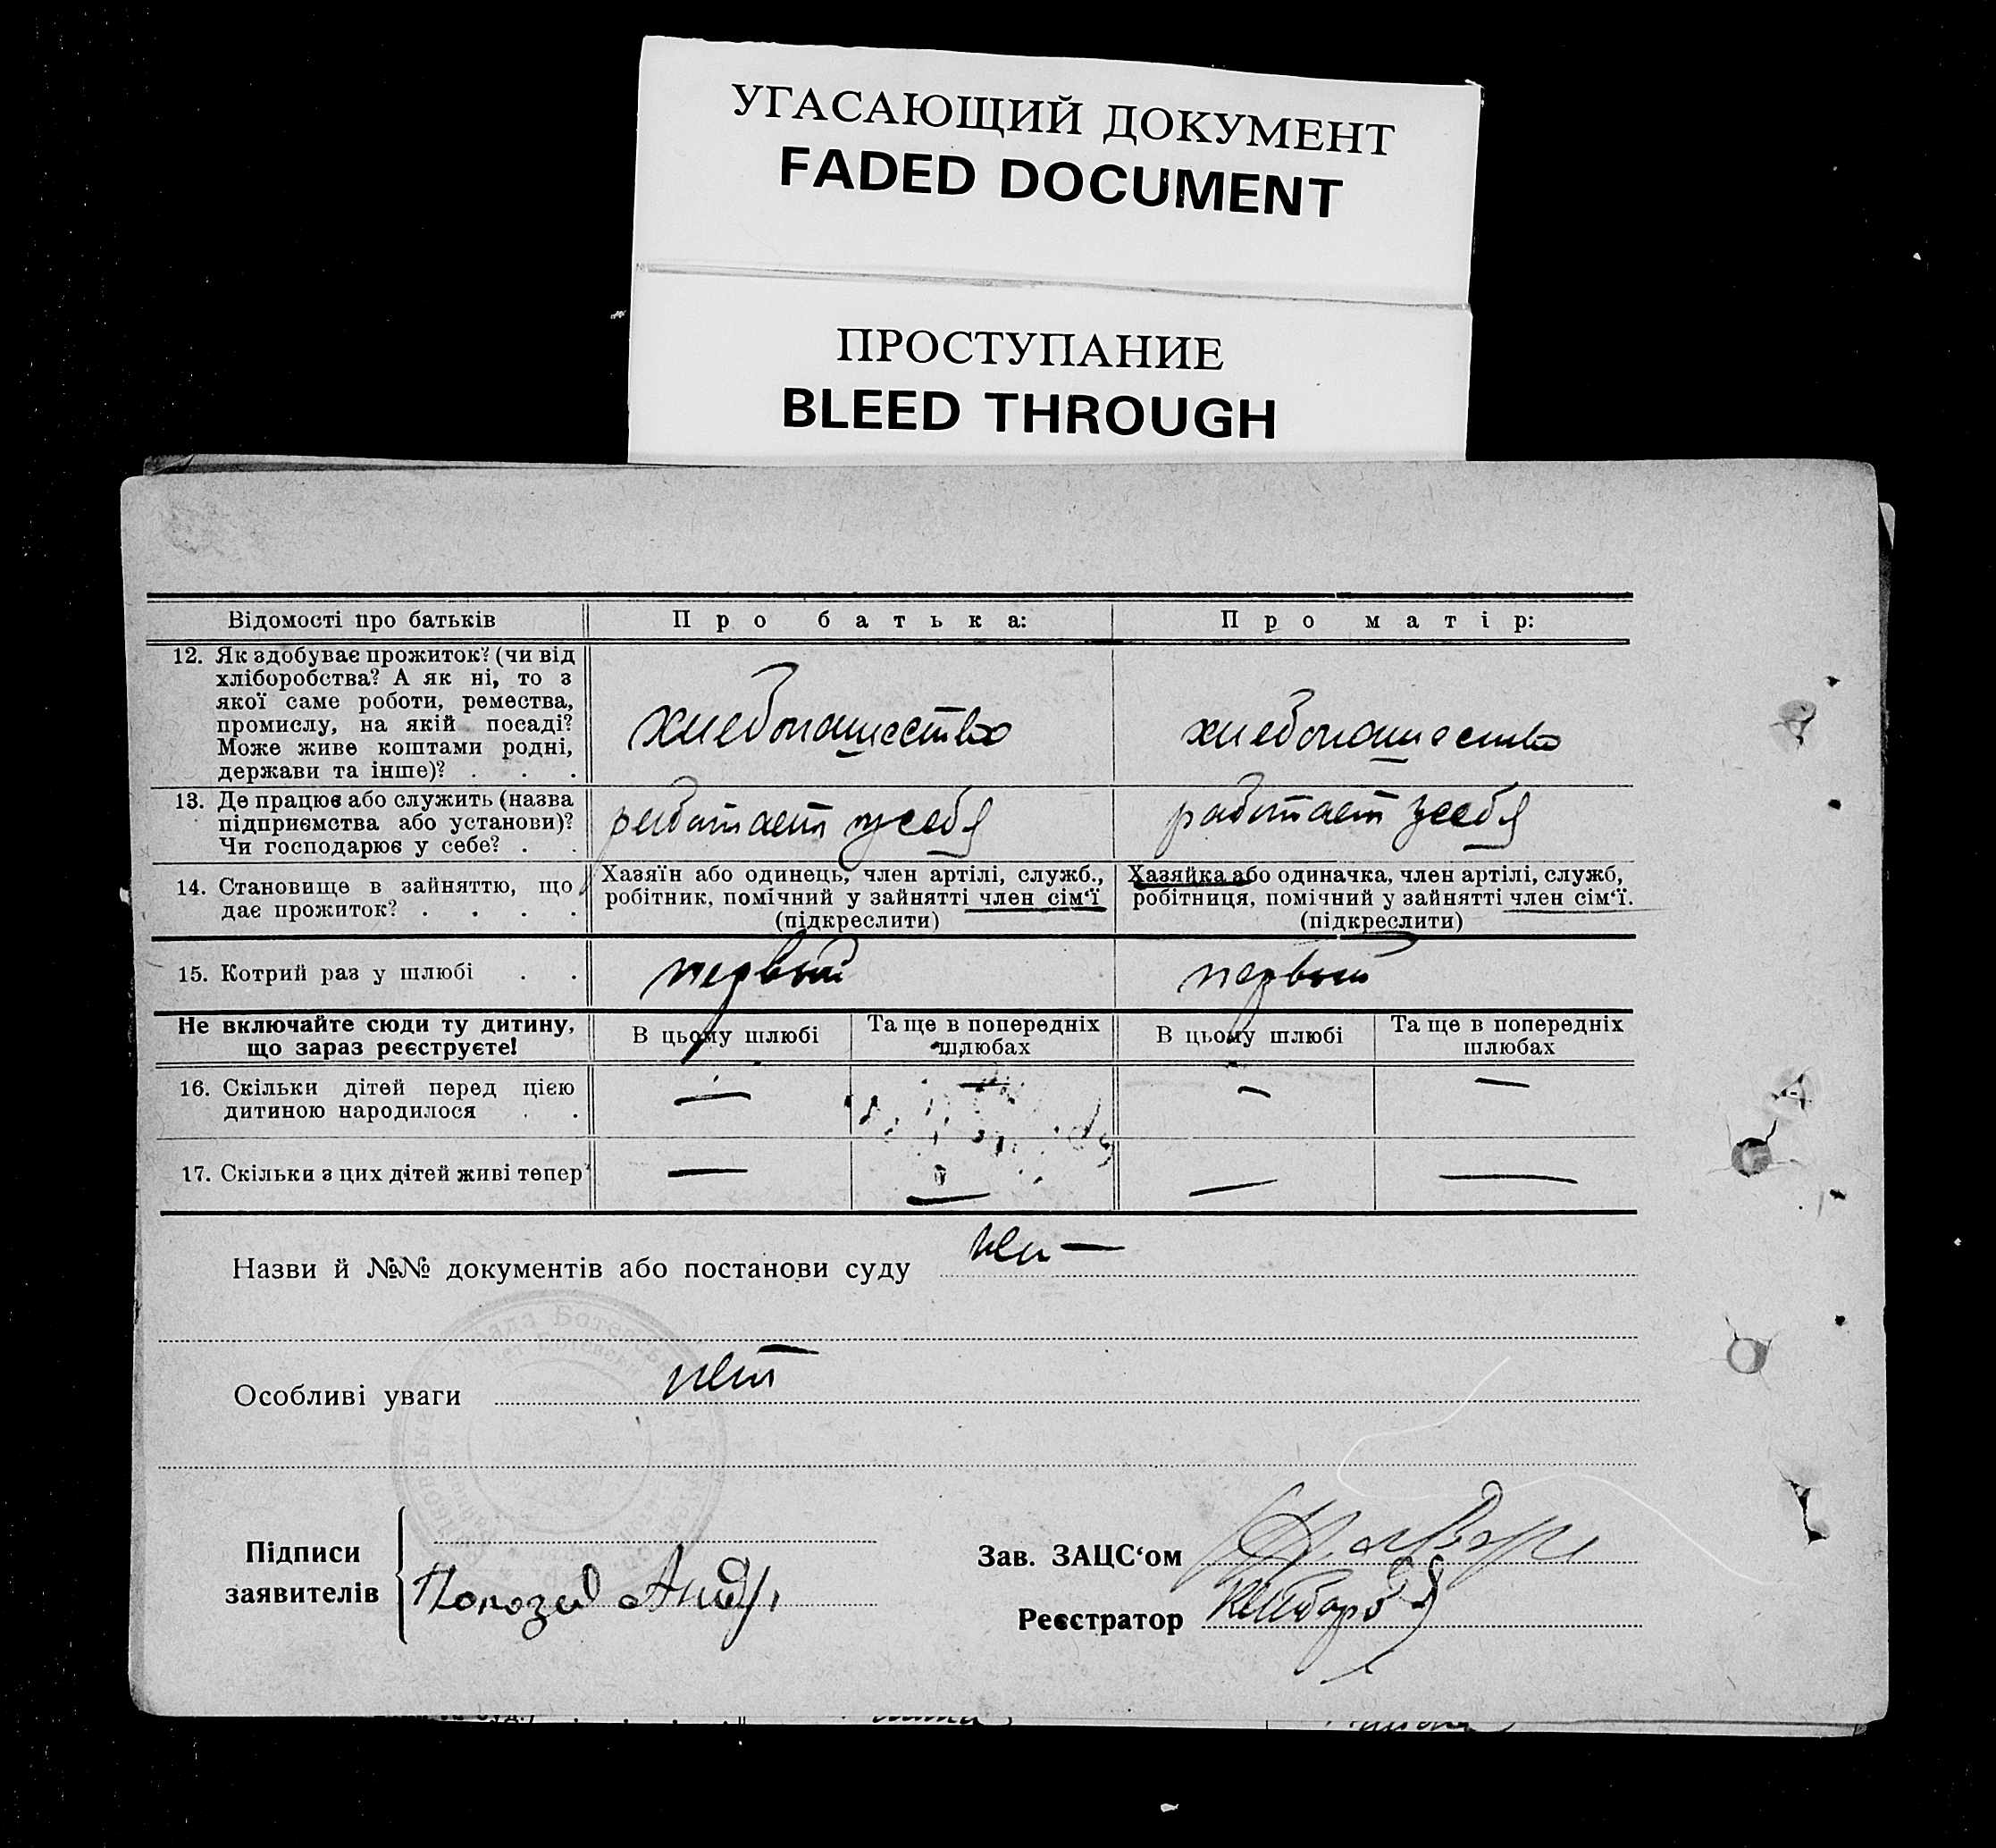 УГАСАЮЩИЙ ДОКУМЕНТ
FADED DOCUMENT
ПРОСТУПАНИЕ
BLEED THROUGH
Відомості про батьків
Про батька:
Про матір:
12. Як здобуває прожиток? (чи від
хліборобства? А як ні, то з
якої саме роботи, ремества,
промислу, на якій посаді?
Може живе коштами родні,
держави та інше)? . . .
хлебопашество
хлебопашество
13. Де працює або служить (назва
підприємства або установи)?
Чи господарює у себе? . .
работает у себя
работает у себя
14. Становище в зайняттю, що
дає прожиток? . . . .
Хазяїн або одинець, член артілі, служб.,
робітник, помічний у зайнятті член сім'ї
(підкреслити)
Хазяйка або одиначка, член артілі, служб,
робітниця, помічний у зайнятті член сім'ї.
(підкреслити)
15. Котрий раз у шлюбі . .
первый
первый
Не включайте сюди ту дитину,
що зараз реєструєте!
В цьому шлюбі
Та ще в попередніх
шлюбах
В цьому шлюбі
Та ще в попередніх
шлюбах
16. Скільки дітей перед цією
дитиною народилося . .
— — — —
17. Скільки з цих дітей живі тепер
— — — —
Назви й №№ документів або постанови суду нет
Особливі уваги нет
Підписи
заявителів
Зав. ЗАЦС'ом
Реєстратор